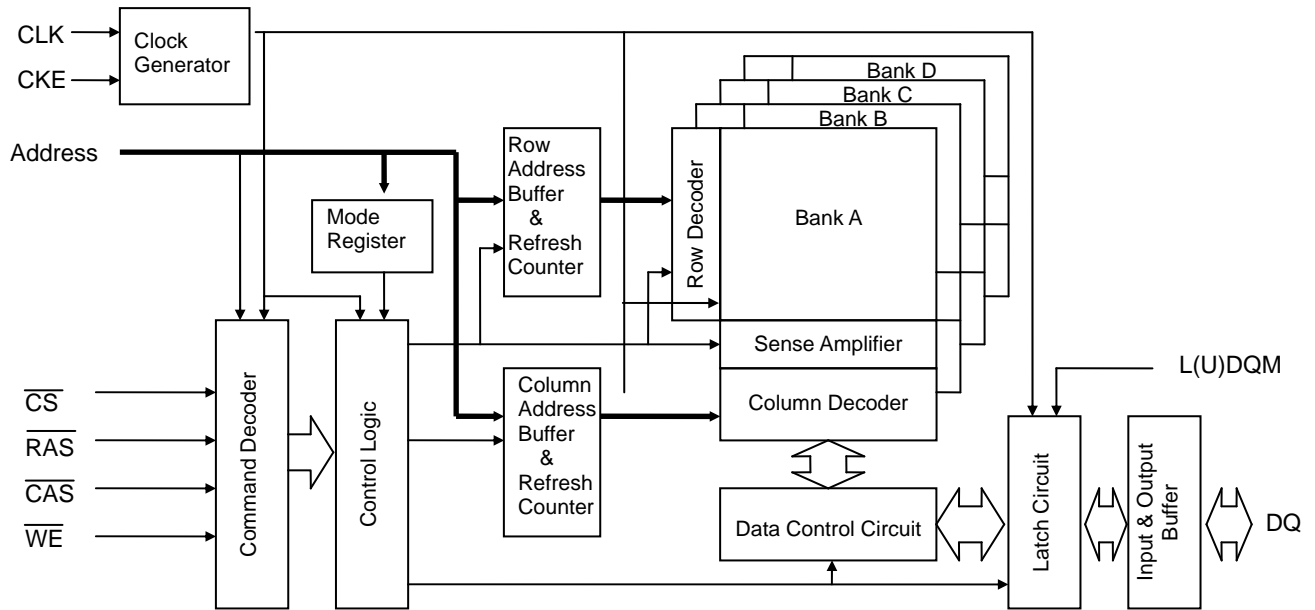 CLK
CKE
Clock
Generator
Address
Mode
Register
Row
Address
Buffer
&
Refresh
Counter
Bank D
Bank C
Bank B
Bank A
Row Decoder
Sense Amplifier
Column Decoder
CS
RAS
CAS
WE
Command Decoder
Control Logic
Column
Address
Buffer
&
Refresh
Counter
Data Control Circuit
Latch Circuit
L(U)DQM
Input & Output
Buffer
DQ